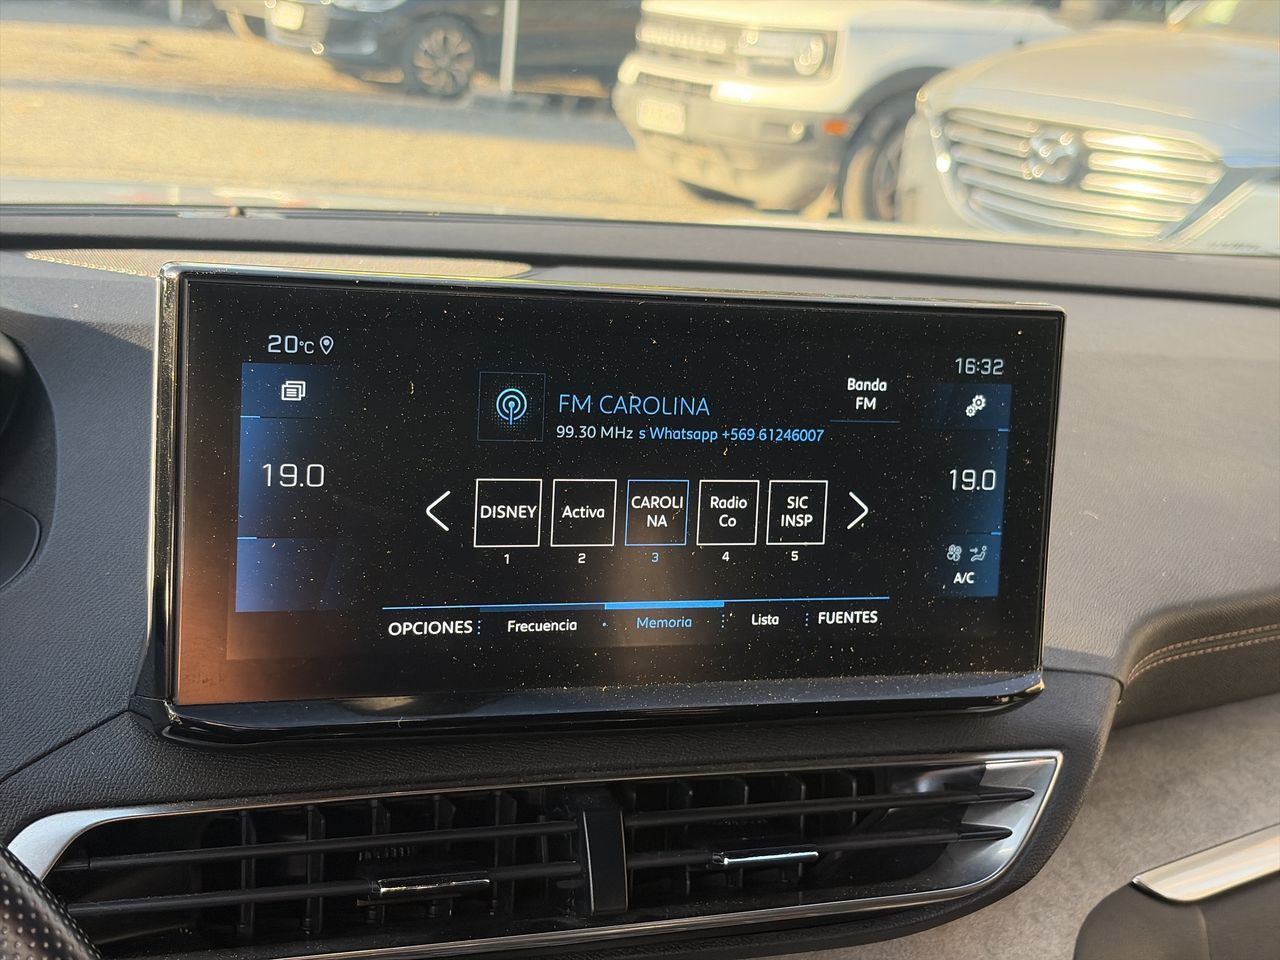 20°C
16:32
Banda
FM
FM CAROLINA
99.30 MHz s Whatsapp +569 61246007
19.0
19.0
DISNEY
Activa
CAROLI
NA
Radio
Co
SIC
INSP
1
2
3
4
5
A/C
OPCIONES
Frecuencia
Memoria
Lista
FUENTES